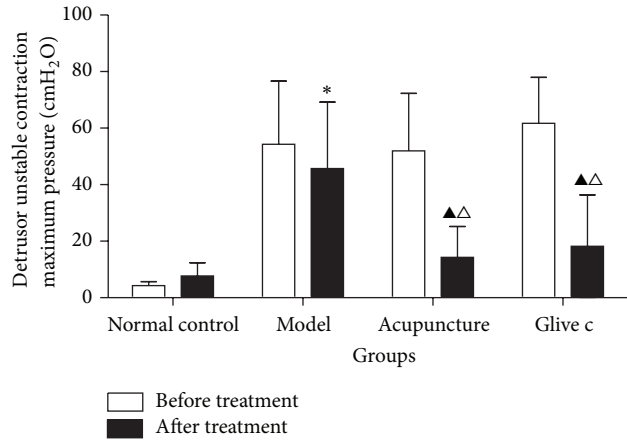 Detrusor unstable contraction
maximum pressure (cmH₂O)
100
80
60
40
20
0
*
▲△
▲△
Normal control Model Acupuncture Glive c
Groups
Before treatment
After treatment